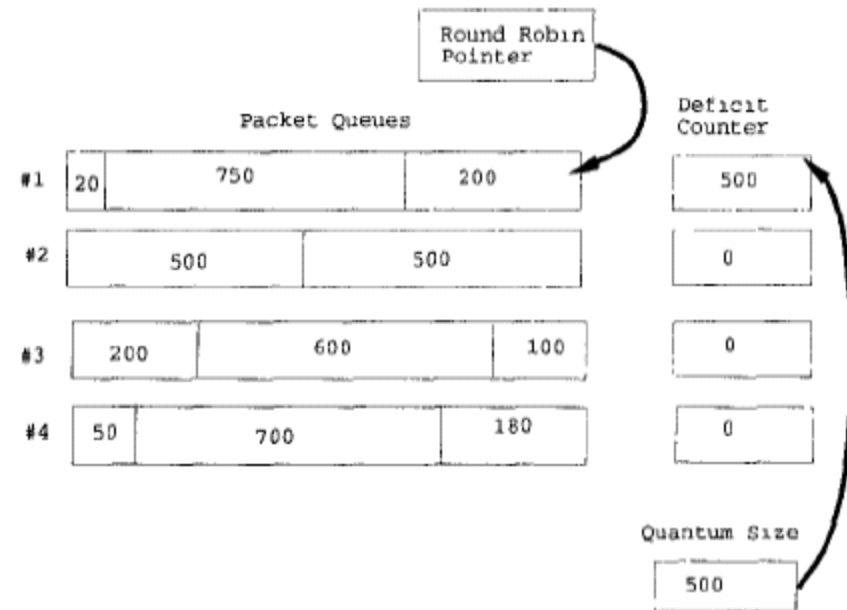 Round Robin
Pointer
Packet Queues
Deficit
Counter
#1 20 750 200 500
#2 500 500 0
#3 200 600 100 0
#4 50 700 180 0
Quantum Size
500